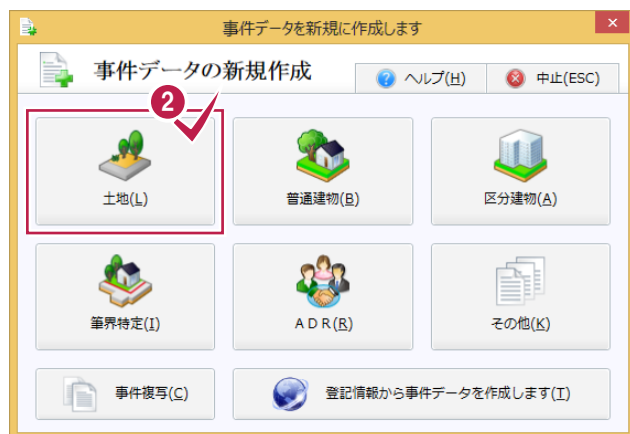 事件データを新規に作成します
事件データの新規作成
ヘルプ(H)
中止(ESC)
2
土地(L)
普通建物(B)
区分建物(A)
筆界特定(I)
ＡＤＲ(R)
その他(K)
事件複写(C)
登記情報から事件データを作成します(T)